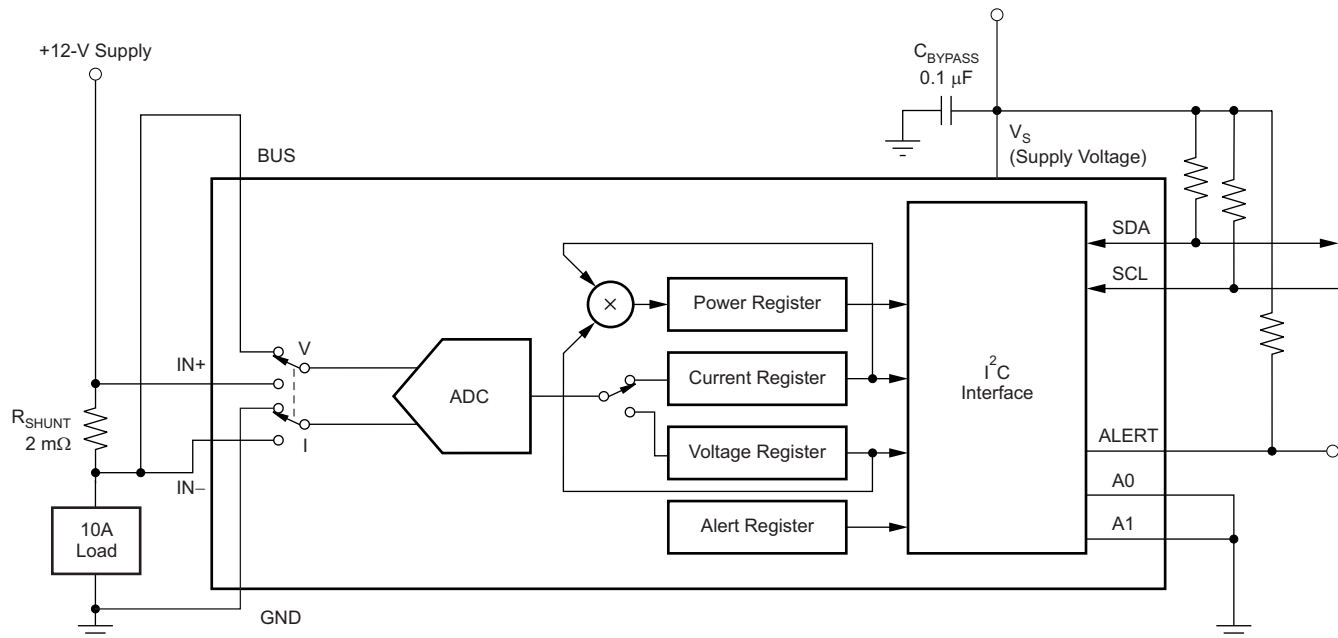 +12-V Supply
C_BYPASS
0.1 μF
V_S
(Supply Voltage)
BUS
SDA
SCL
×
Power Register
V
IN+
ADC
Current Register
I²C
Interface
R_SHUNT
2 mΩ
I
Voltage Register
ALERT
IN–
A0
10A
Load
Alert Register
A1
GND